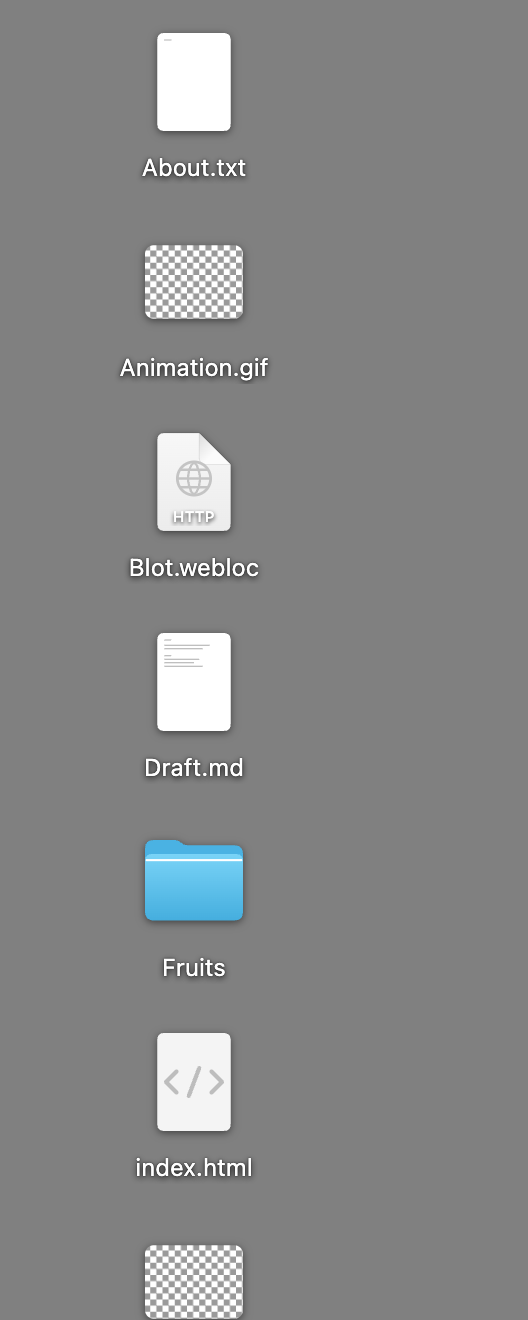 About.txt
Animation.gif
HTTP
Blot.webloc
Draft.md
Fruits
index.html